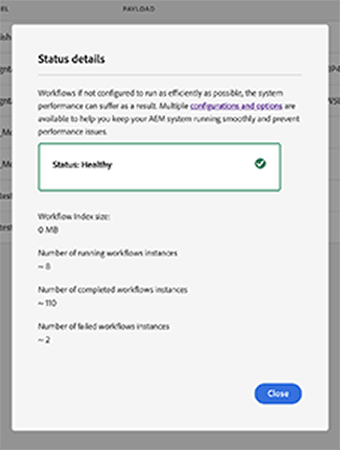 EL
PAYLOAD
Status details
Workflows if not configured to run as efficiently as possible, the system
performance can suffer as a result. Multiple configurations and options are
available to help you keep your AEM system running smoothly and prevent
performance issues.
Status: Healthy
Workflow Index size:
0 MB
Number of running workflows instances
~ 8
Number of completed workflows instances
~ 110
Number of failed workflows instances
~ 2
Close